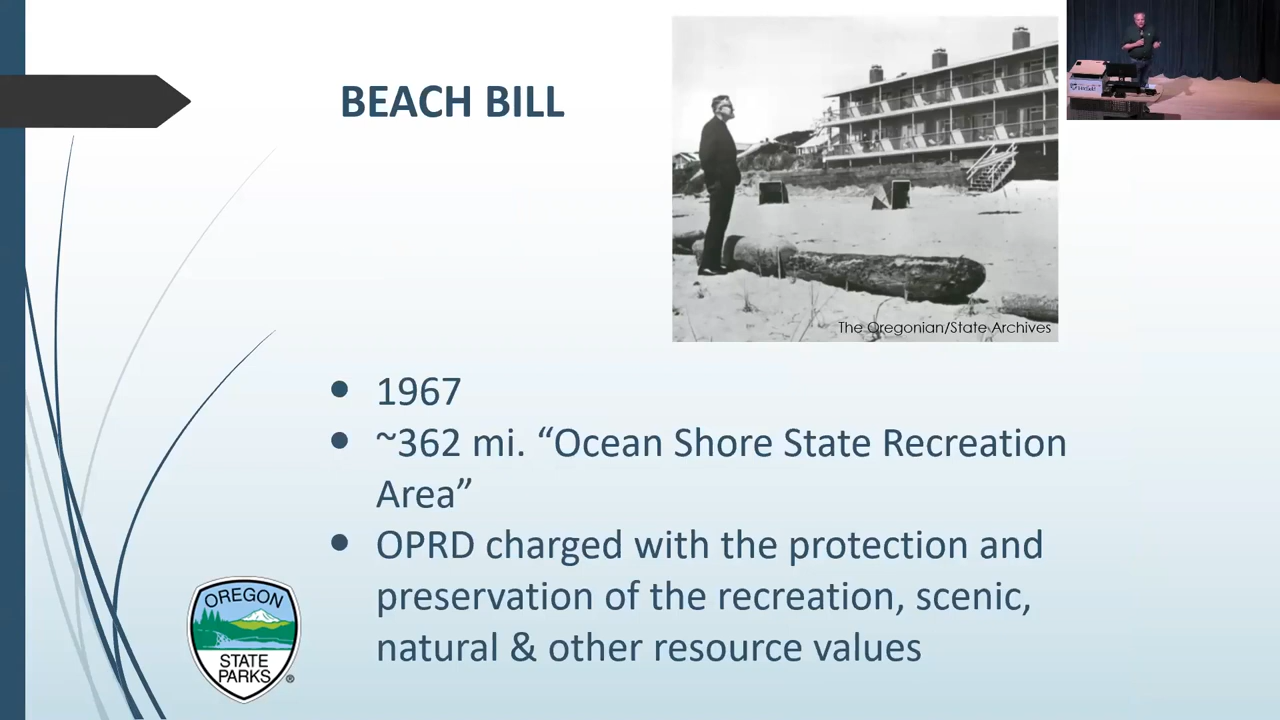 BEACH BILL
The Oregonian/State Archives
• 1967
• ~362 mi. “Ocean Shore State Recreation
Area”
• OPRD charged with the protection and
preservation of the recreation, scenic,
natural & other resource values
OREGON
STATE
PARKS
®